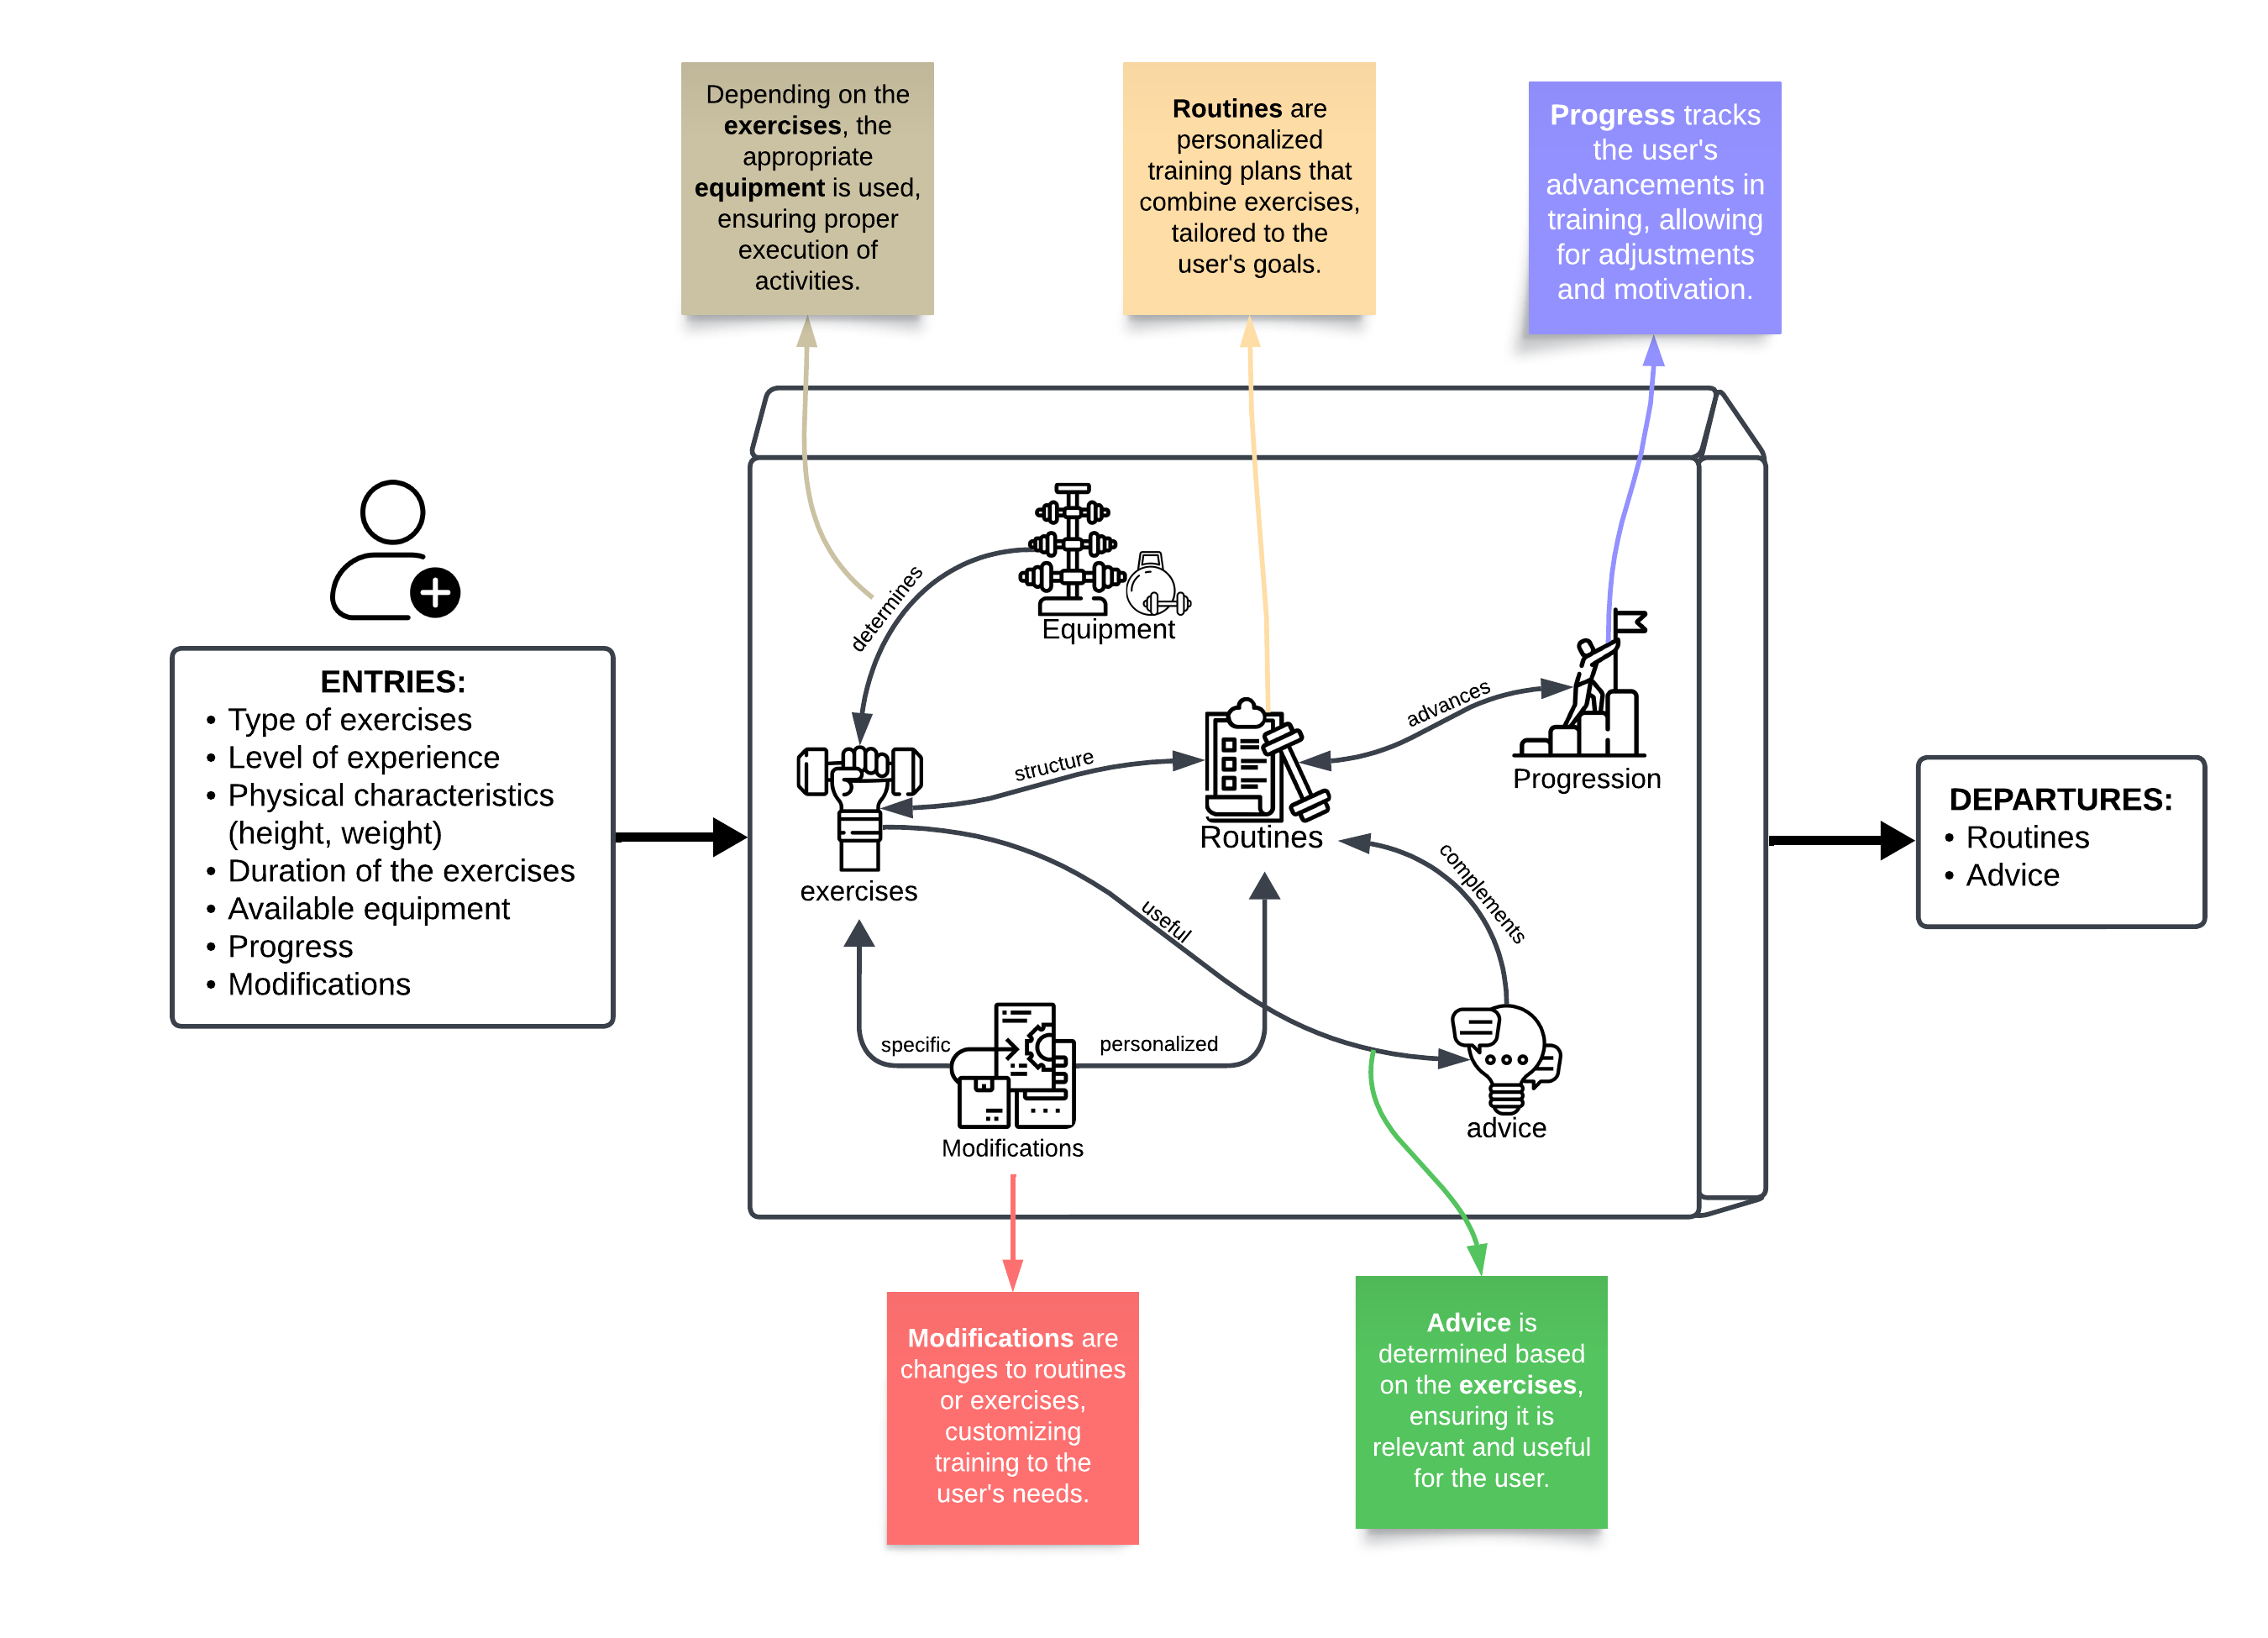 Depending on the
exercises, the
appropriate
equipment is used,
ensuring proper
execution of
activities.
Routines are
personalized
training plans that
combine exercises,
tailored to the
user's goals.
Progress tracks
the user's
advancements in
training, allowing
for adjustments
and motivation.
ENTRIES:
• Type of exercises
• Level of experience
• Physical characteristics
(height, weight)
• Duration of the exercises
• Available equipment
• Progress
• Modifications
determines
Equipment
advances
Progression
structure
Routines
exercises
complements
useful
specific
personalized
Modifications
advice
DEPARTURES:
• Routines
• Advice
Modifications are
changes to routines
or exercises,
customizing
training to the
user's needs.
Advice is
determined based
on the exercises,
ensuring it is
relevant and useful
for the user.